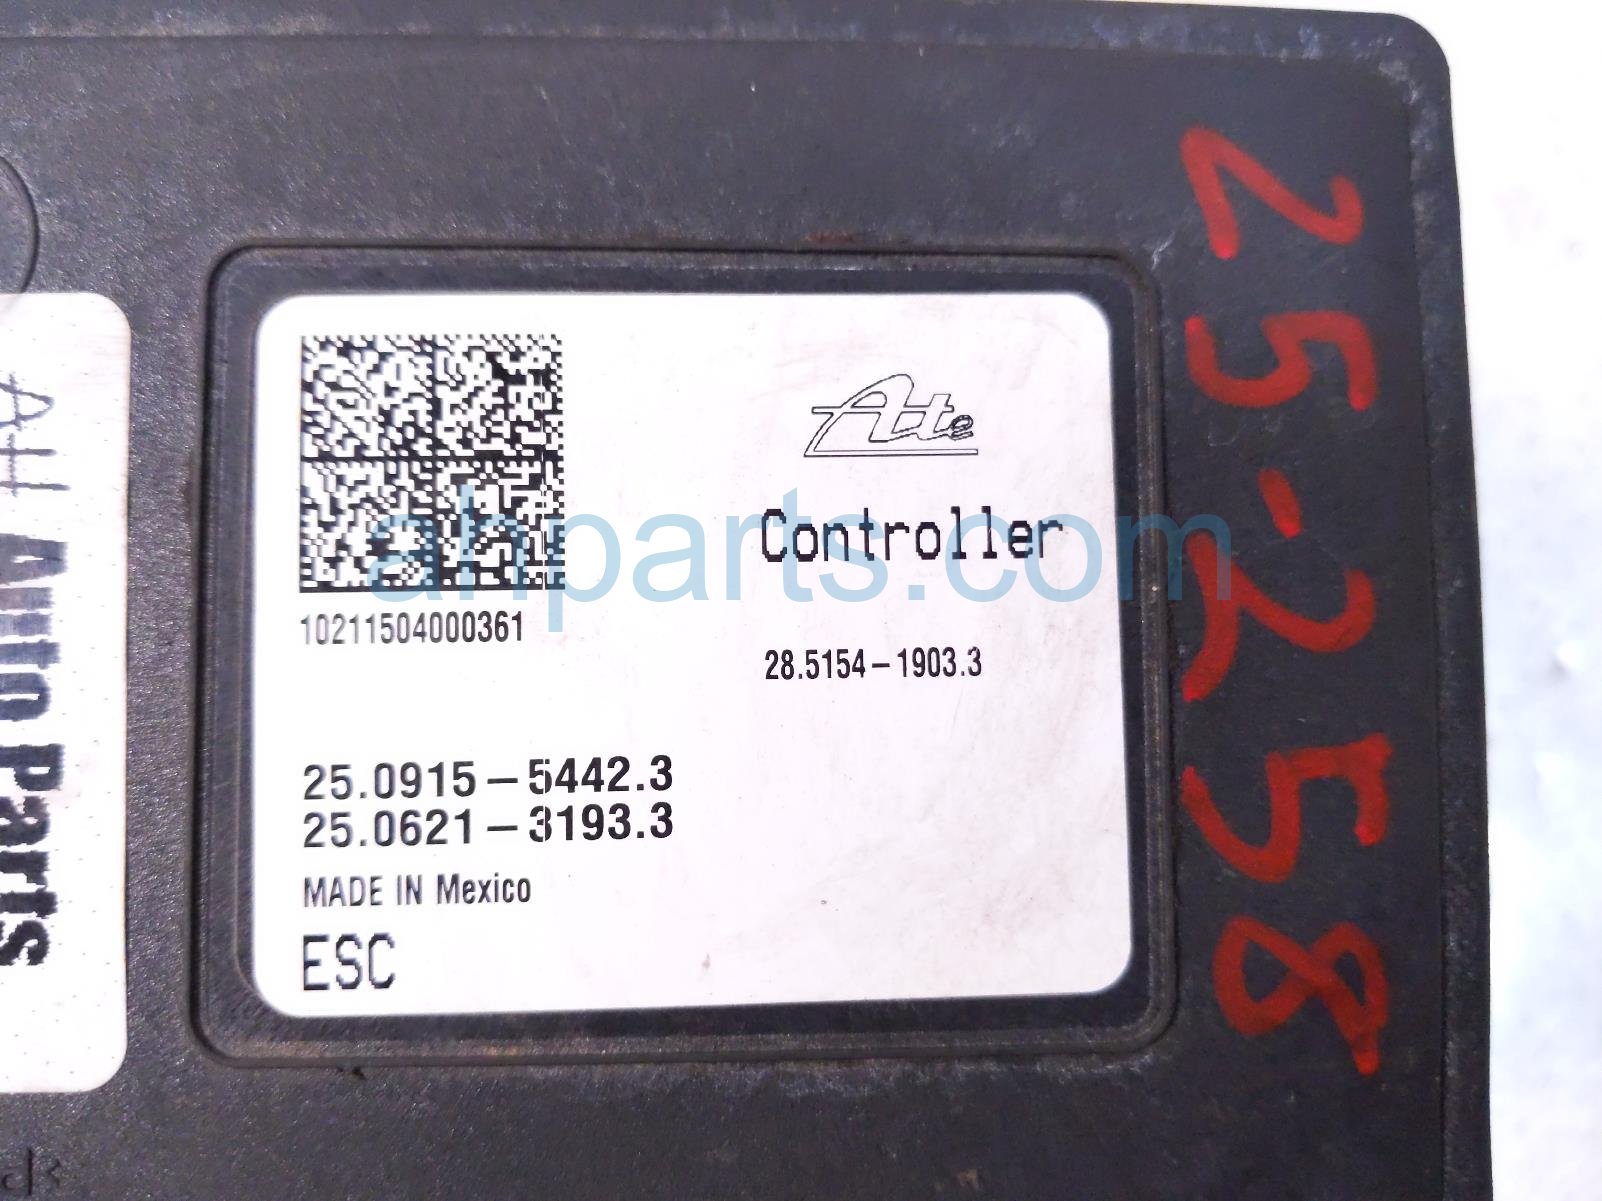 Ate
Controller
10211504000361
28.5154-1903.3
25.0915-5442.3
25.0621-3193.3
MADE IN Mexico
ESC
25-258
AH Auto Parts
ahparts.com